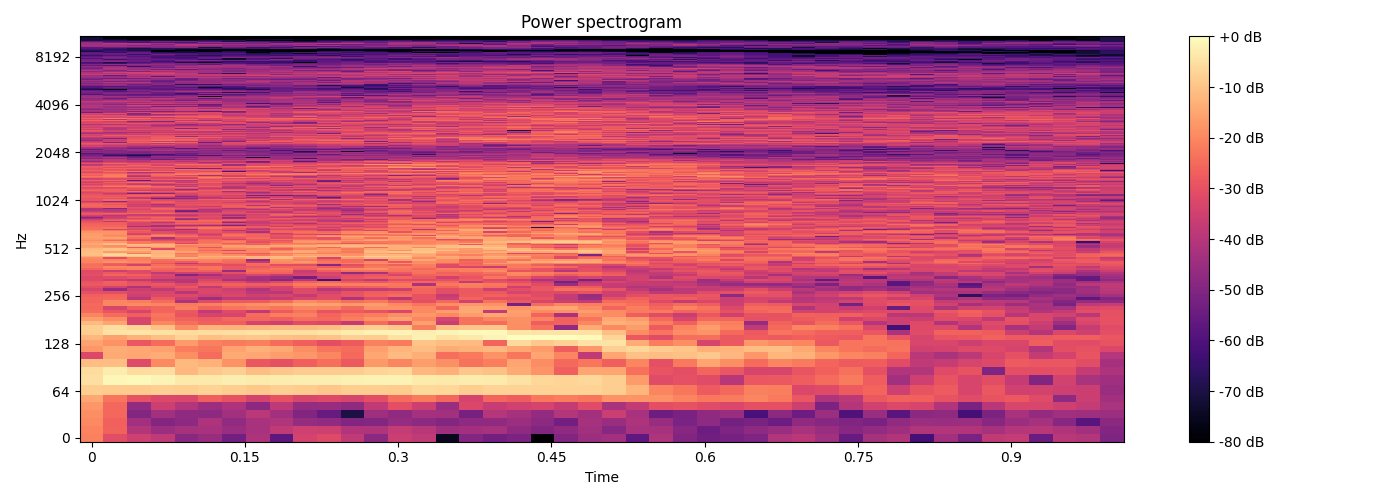 Power spectrogram
Hz
8192
4096
2048
1024
512
256
128
64
0
0 0.15 0.3 0.45 0.6 0.75 0.9
Time
+0 dB
-10 dB
-20 dB
-30 dB
-40 dB
-50 dB
-60 dB
-70 dB
-80 dB